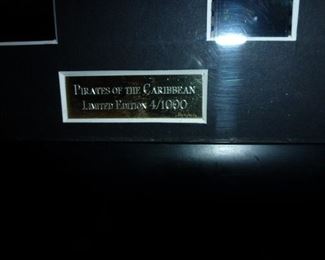 PIRATES OF THE CARIBBEAN
LIMITED EDITION 4/1000